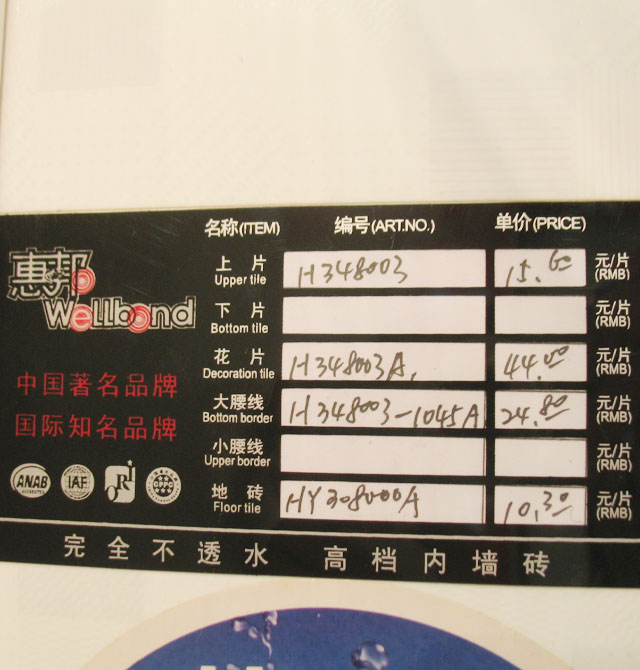 名称(ITEM) 编号(ART.NO.) 单价(PRICE)
惠邦
Wellbond
上片 H348003 15.60 元/片
Upper tile (RMB)
下片 元/片
Bottom tile (RMB)
花片 H348003A. 44.00 元/片
Decoration tile (RMB)
中国著名品牌
大腰线 H348003-1045A 24.80 元/片
Bottom border (RMB)
国际知名品牌
小腰线 元/片
Upper border (RMB)
ANAB IAF QRI CPPC
地砖 HY308000A 10.30 元/片
Floor tile (RMB)
完全不透水 高档内墙砖